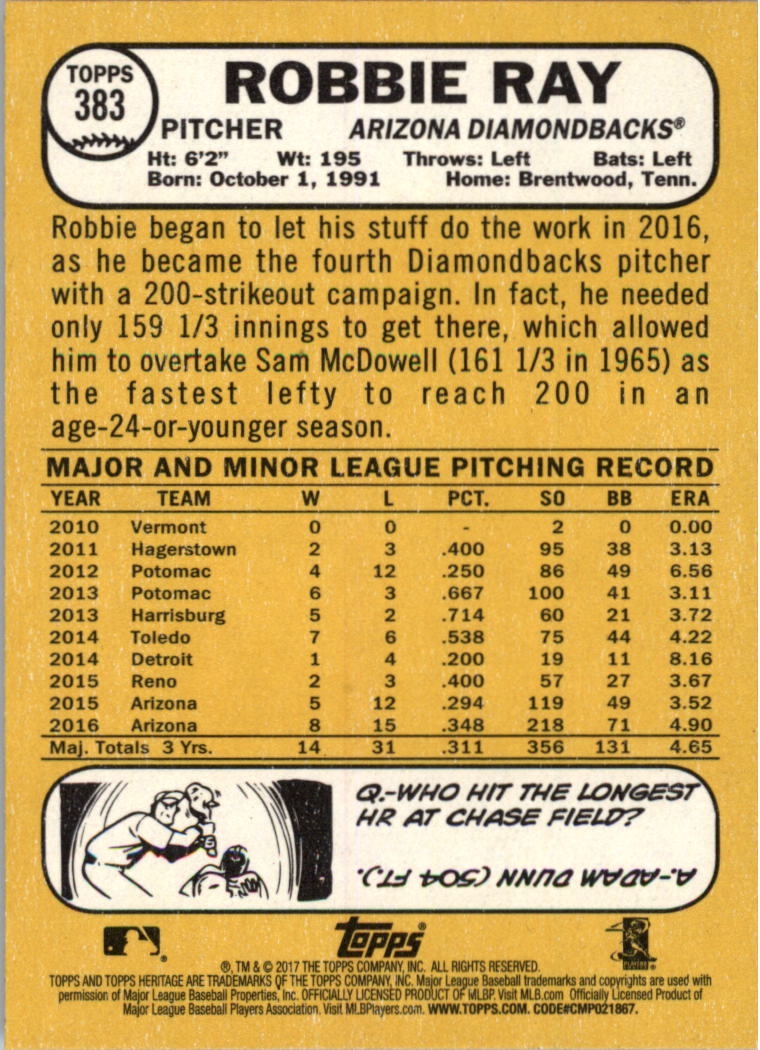 TOPPS
383
ROBBIE RAY
PITCHER ARIZONA DIAMONDBACKS®
Ht: 6'2" Wt: 195 Throws: Left Bats: Left
Born: October 1, 1991 Home: Brentwood, Tenn.
Robbie began to let his stuff do the work in 2016,
as he became the fourth Diamondbacks pitcher
with a 200-strikeout campaign. In fact, he needed
only 159 1/3 innings to get there, which allowed
him to overtake Sam McDowell (161 1/3 in 1965) as
the fastest lefty to reach 200 in an
age-24-or-younger season.
MAJOR AND MINOR LEAGUE PITCHING RECORD
YEAR TEAM W L PCT. SO BB ERA
2010 Vermont 0 0 - 2 0 0.00
2011 Hagerstown 2 3 .400 95 38 3.13
2012 Potomac 4 12 .250 86 49 6.56
2013 Potomac 6 3 .667 100 41 3.11
2013 Harrisburg 5 2 .714 60 21 3.72
2014 Toledo 7 6 .538 75 44 4.22
2014 Detroit 1 4 .200 19 11 8.16
2015 Reno 2 3 .400 57 27 3.67
2015 Arizona 5 12 .294 119 49 3.52
2016 Arizona 8 15 .348 218 71 4.90
Maj. Totals 3 Yrs. 14 31 .311 356 131 4.65
Q.-WHO HIT THE LONGEST
HR AT CHASE FIELD?
A.-ADAM DUNN (504 FT.).
topps®
®, TM & © 2017 THE TOPPS COMPANY, INC. ALL RIGHTS RESERVED.
TOPPS AND TOPPS HERITAGE ARE TRADEMARKS OF THE TOPPS COMPANY, INC. Major League Baseball trademarks and copyrights are used with
permission of Major League Baseball Properties, Inc. OFFICIALLY LICENSED PRODUCT OF MLBP. Visit MLB.com Officially Licensed Product of
Major League Baseball Players Association. Visit MLBPlayers.com. WWW.TOPPS.COM. CODE#CMP021867.